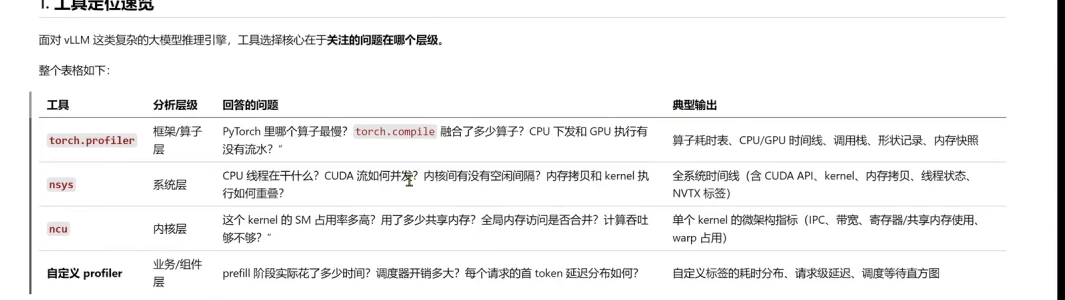 1. 工具定位速览
面对 vLLM 这类复杂的大模型推理引擎，工具选择核心在于关注的问题在哪个层级。
整个表格如下：
工具 分析层级 回答的问题 典型输出
torch.profiler 框架/算子层 PyTorch 里哪个算子最慢？ torch.compile 融合了多少算子？CPU 下发和 GPU 执行有没有流水？" 算子耗时表、CPU/GPU 时间线、调用栈、形状记录、内存快照
nsys 系统层 CPU 线程在干什么？CUDA 流如何并发？内核间有没有空闲间隔？内存拷贝和 kernel 执行如何重叠？ 全系统时间线（含 CUDA API、kernel、内存拷贝、线程状态、NVTX 标签）
ncu 内核层 这个 kernel 的 SM 占用率多高？用了多少共享内存？全局内存访问是否合并？计算吞吐够不够？" 单个 kernel 的微架构指标（IPC、带宽、寄存器/共享内存使用、warp 占用）
自定义 profiler 业务/组件层 prefill 阶段实际花了多少时间？调度器开销多大？每个请求的首 token 延迟分布如何？ 自定义标签的耗时分布、请求级延迟、调度等待直方图